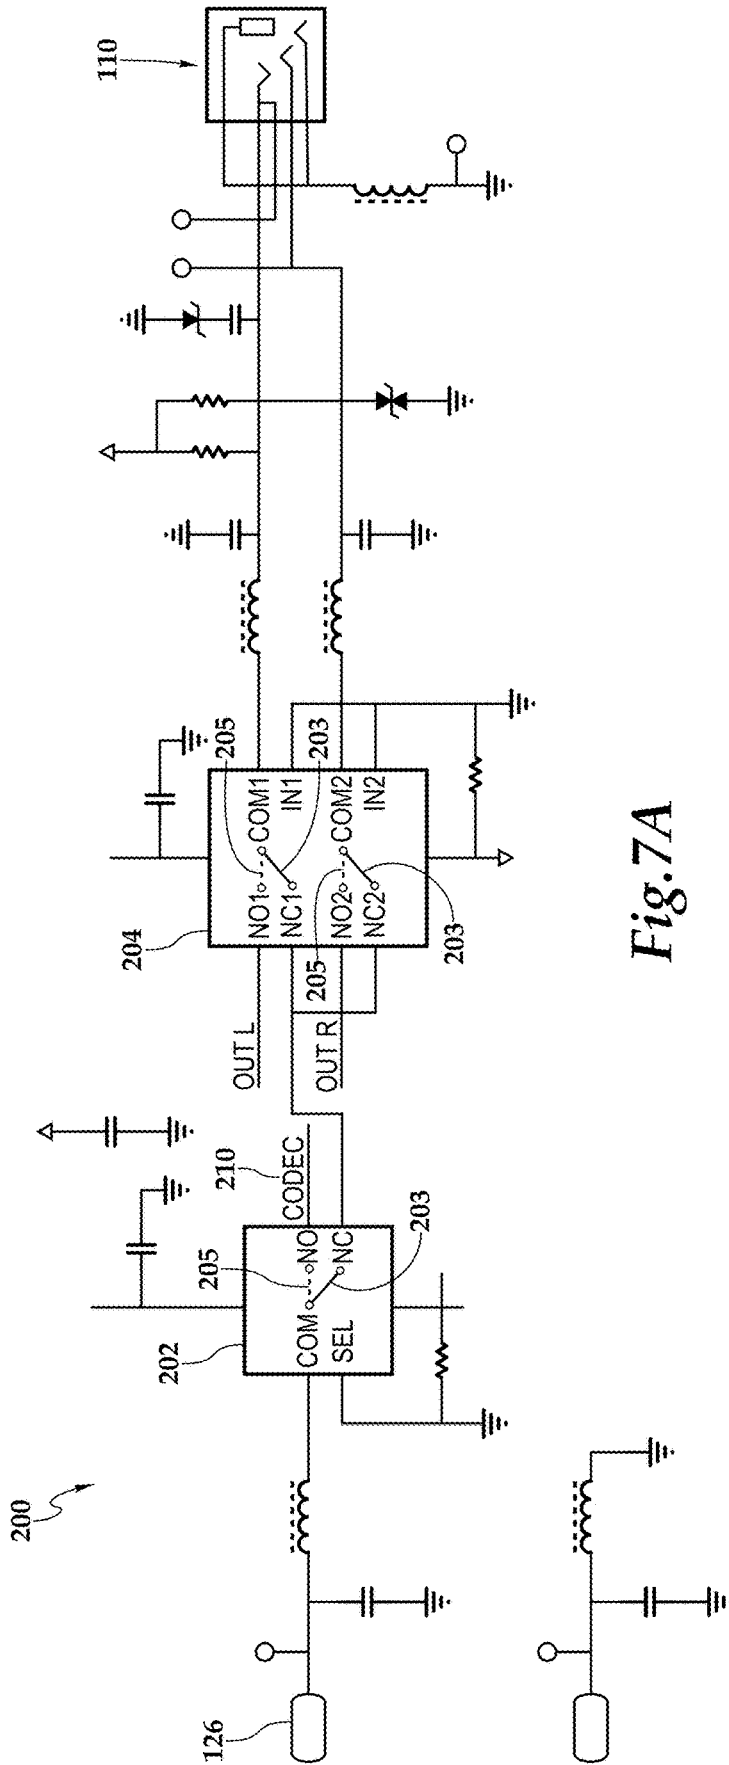 Fig.7A
200
126
202
COM
SEL
NO
NC
205
203
210
CODEC
OUT L
OUT R
204
NO1
NC1
NO2
NC2
COM1
IN1
COM2
IN2
205
203
205
203
110